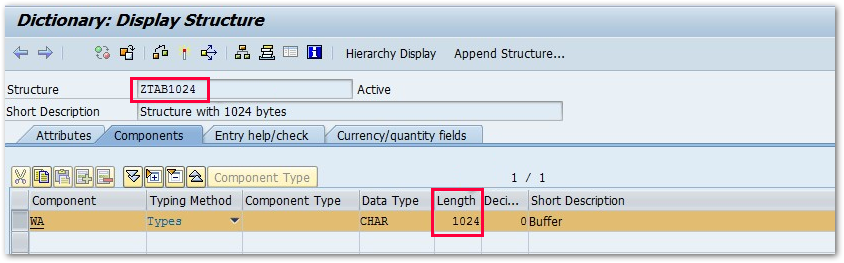 Dictionary: Display Structure
Hierarchy Display Append Structure...
Structure ZTAB1024 Active
Short Description Structure with 1024 bytes
Attributes Components Entry help/check Currency/quantity fields
Component Type 1 / 1
Component Typing Method Component Type Data Type Length Deci... Short Description
WA Types CHAR 1024 0 Buffer